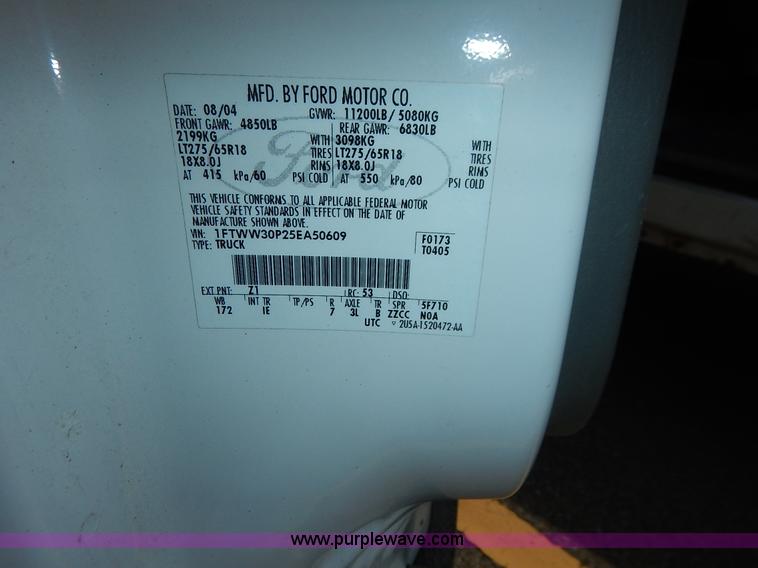 MFD. BY FORD MOTOR CO.
DATE: 08/04 GVWR: 11200LB/ 5080KG
FRONT GAWR: 4850LB REAR GAWR: 6830LB
2199KG WITH 3098KG WITH
LT275/65R18 TIRES LT275/65R18 TIRES
18X8.0J RIMS 18X8.0J RIMS
AT 415 kPa/60 PSI COLD AT 550 kPa/80 PSI COLD
Ford
THIS VEHICLE CONFORMS TO ALL APPLICABLE FEDERAL MOTOR
VEHICLE SAFETY STANDARDS IN EFFECT ON THE DATE OF
MANUFACTURE SHOWN ABOVE.
VIN: 1FTWW30P25EA50609 F0173
TYPE: TRUCK T0405
EXT PNT: Z1 RC: 53 DSO:
WB INT TR TP/PS R AXLE TR SPR 5F710
172 IE 7 3L B ZZCC NOA
UTC ▽ 2U5A-1520472-AA
www.purplewave.com